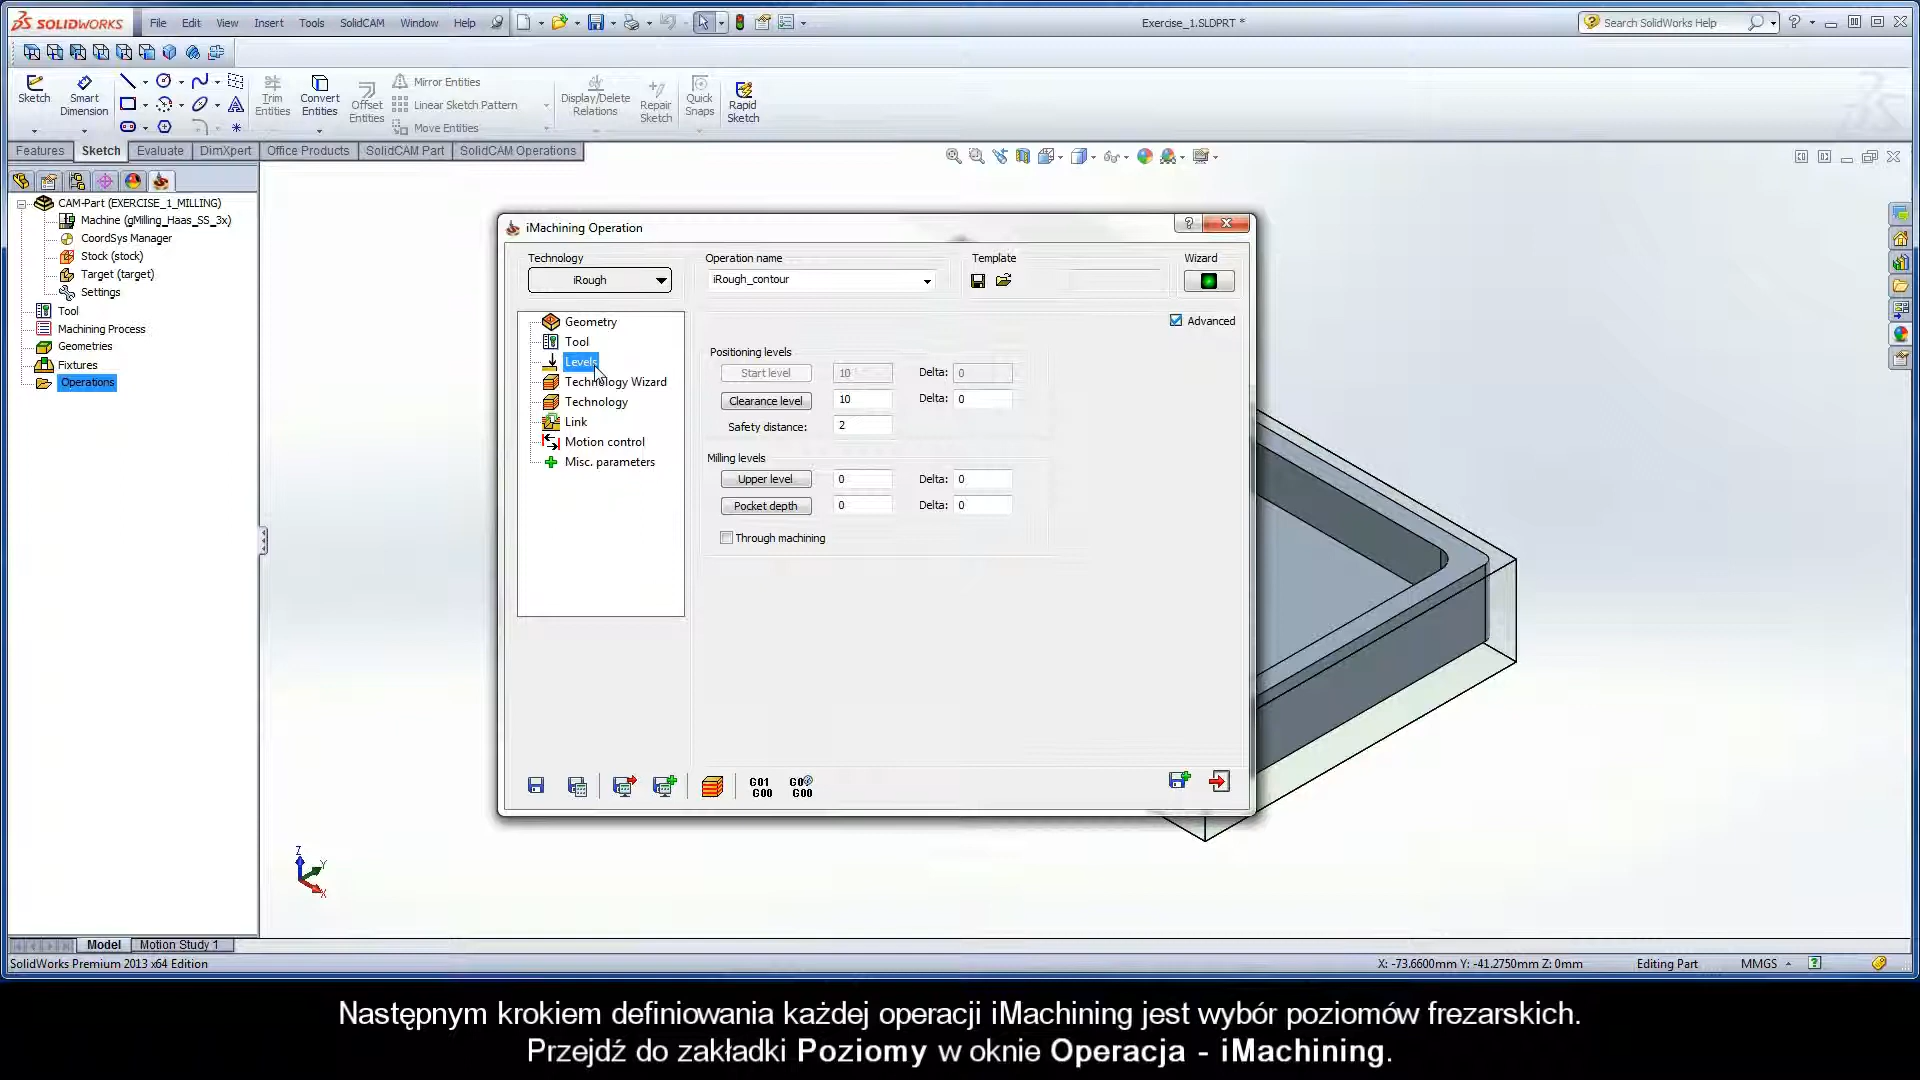 SOLIDWORKS File Edit View Insert Tools SolidCAM Window Help Exercise_1.SLDPRT * Search SolidWorks Help
Sketch Smart Dimension Trim Entities Convert Entities Offset Entities Mirror Entities Linear Sketch Pattern Move Entities Display/Delete Relations Repair Sketch Quick Snaps Rapid Sketch
Features Sketch Evaluate DimXpert Office Products SolidCAM Part SolidCAM Operations
CAM-Part (EXERCISE_1_MILLING)
Machine (gMilling_Haas_SS_3x)
CoordSys Manager
Stock (stock)
Target (target)
Settings
Tool
Machining Process
Geometries
Fixtures
Operations
iMachining Operation
Technology Operation name Template Wizard
iRough iRough_contour
Advanced
Geometry
Tool
Levels
Technology Wizard
Technology
Link
Motion control
Misc. parameters
Positioning levels
Start level 10 Delta: 0
Clearance level 10 Delta: 0
Safety distance: 2
Milling levels
Upper level 0 Delta: 0
Pocket depth 0 Delta: 0
Through machining
G01 G00
G00
Z
Y
X
Model Motion Study 1
SolidWorks Premium 2013 x64 Edition X: -73.6600mm Y: -41.2750mm Z: 0mm Editing Part MMGS
Następnym krokiem definiowania każdej operacji iMachining jest wybór poziomów frezarskich.
Przejdź do zakładki Poziomy w oknie Operacja - iMachining.